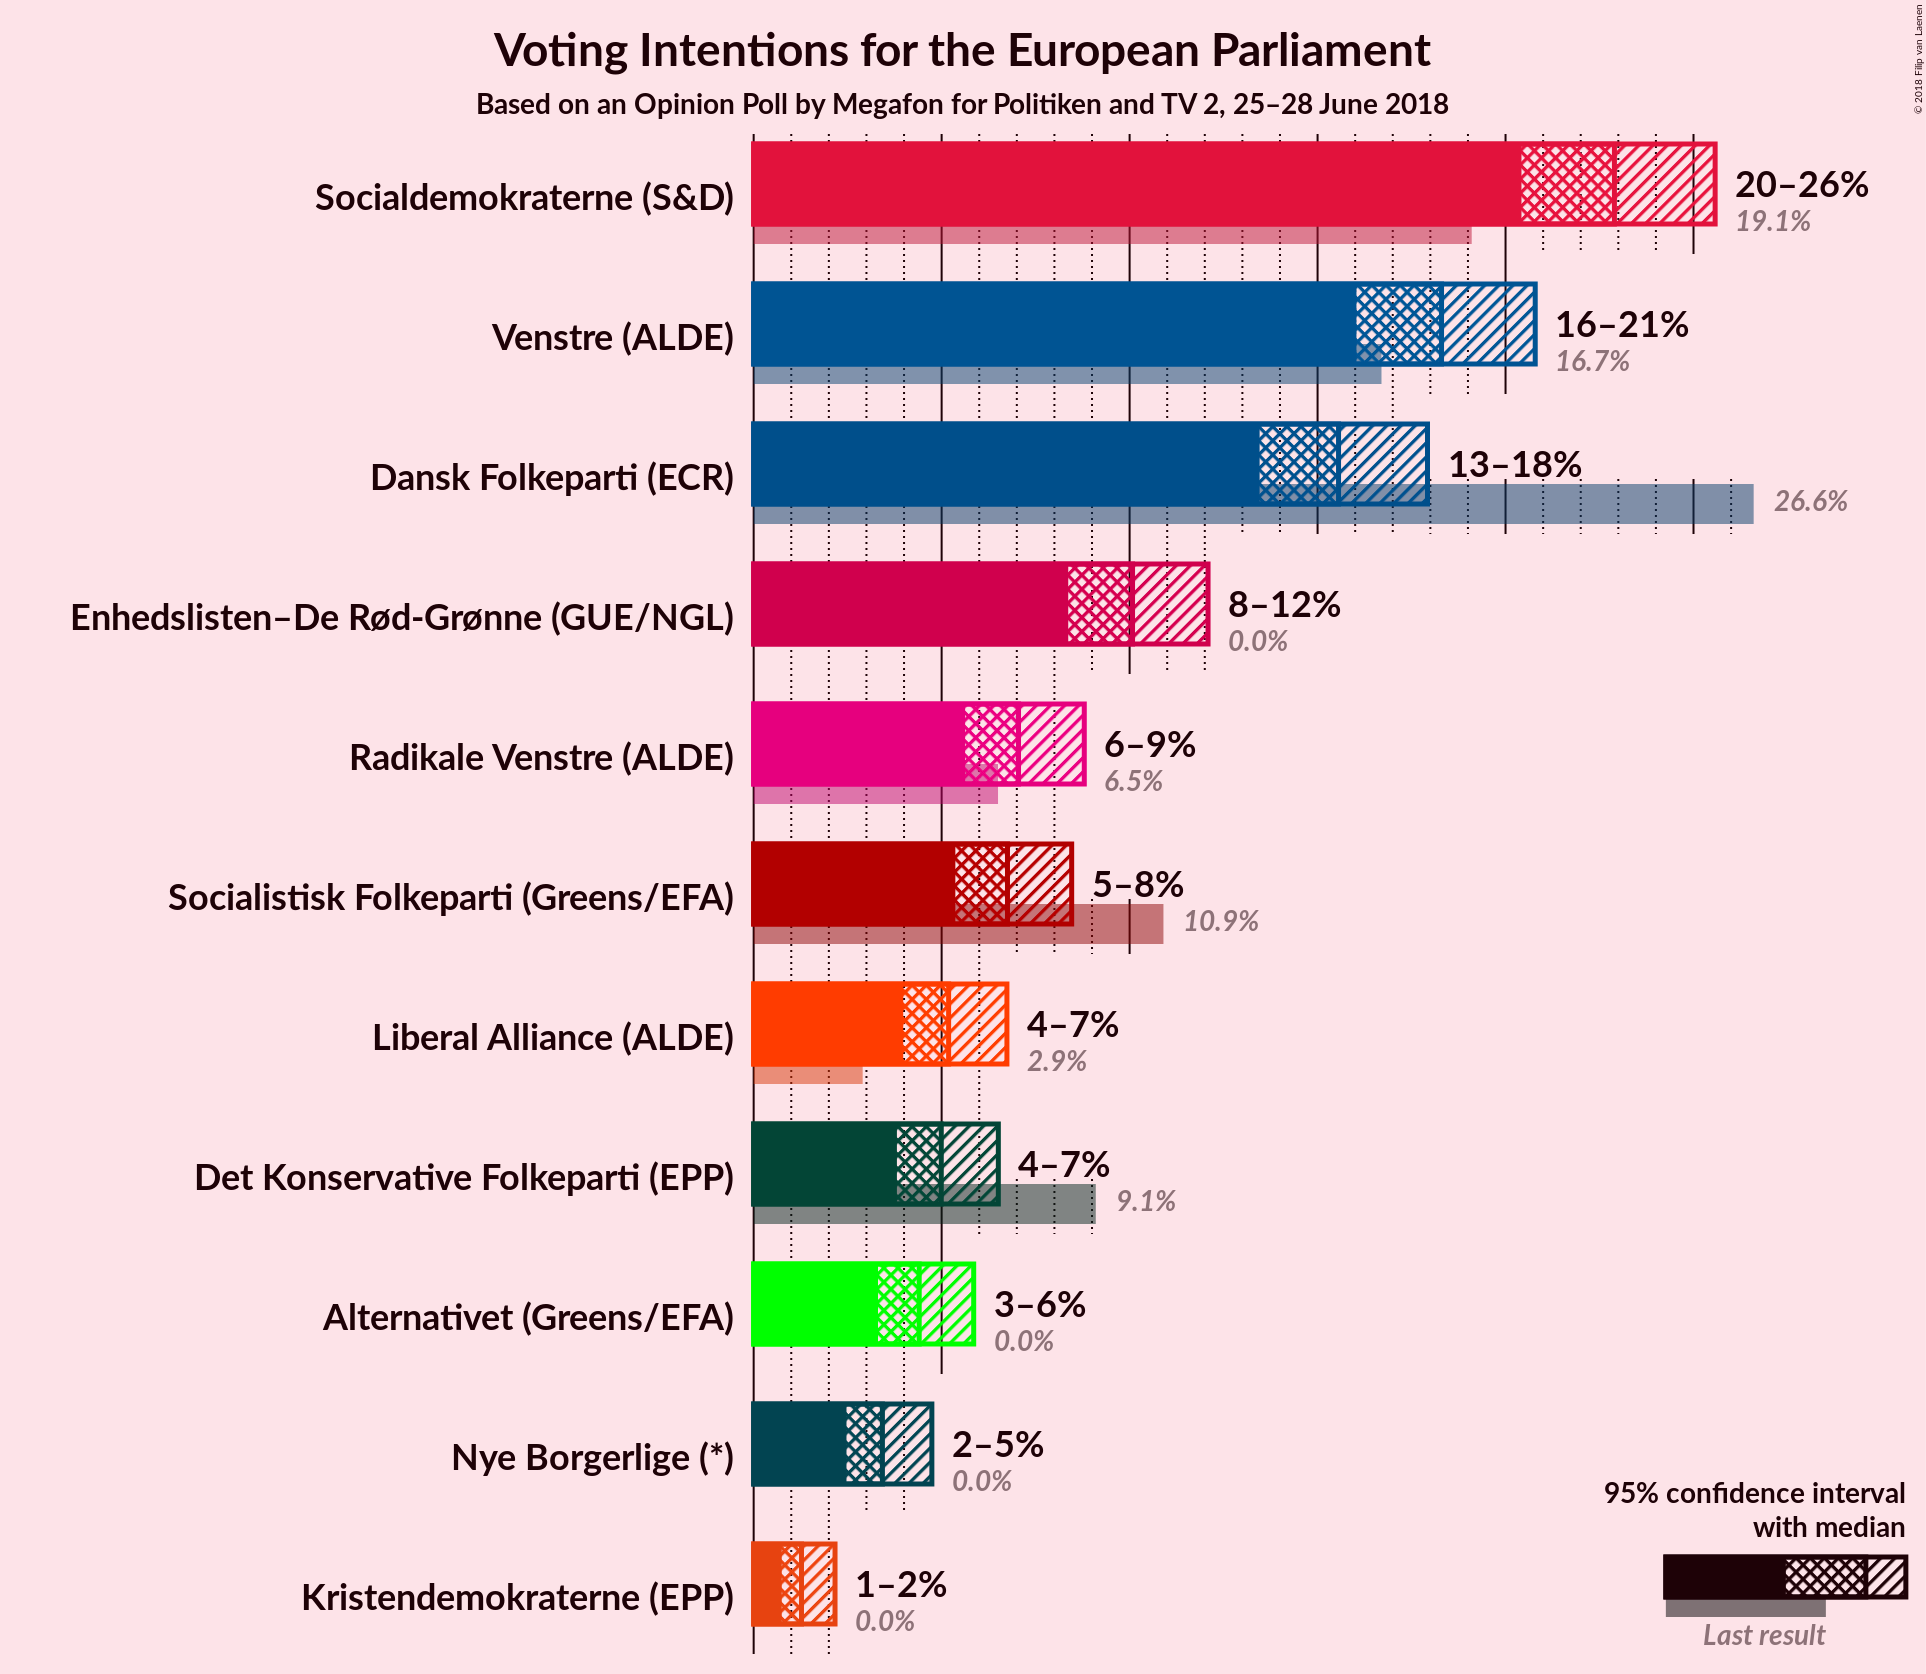 Voting Intentions for the European Parliament
Based on an Opinion Poll by Megafon for Politiken and TV 2, 25–28 June 2018
© 2018 Filip van Laenen
Socialdemokraterne (S&D)
20–26%
19.1%
Venstre (ALDE)
16–21%
16.7%
Dansk Folkeparti (ECR)
13–18%
26.6%
Enhedslisten–De Rød-Grønne (GUE/NGL)
8–12%
0.0%
Radikale Venstre (ALDE)
6–9%
6.5%
Socialistisk Folkeparti (Greens/EFA)
5–8%
10.9%
Liberal Alliance (ALDE)
4–7%
2.9%
Det Konservative Folkeparti (EPP)
4–7%
9.1%
Alternativet (Greens/EFA)
3–6%
0.0%
Nye Borgerlige (*)
2–5%
0.0%
Kristendemokraterne (EPP)
1–2%
0.0%
95% confidence interval
with median
Last result